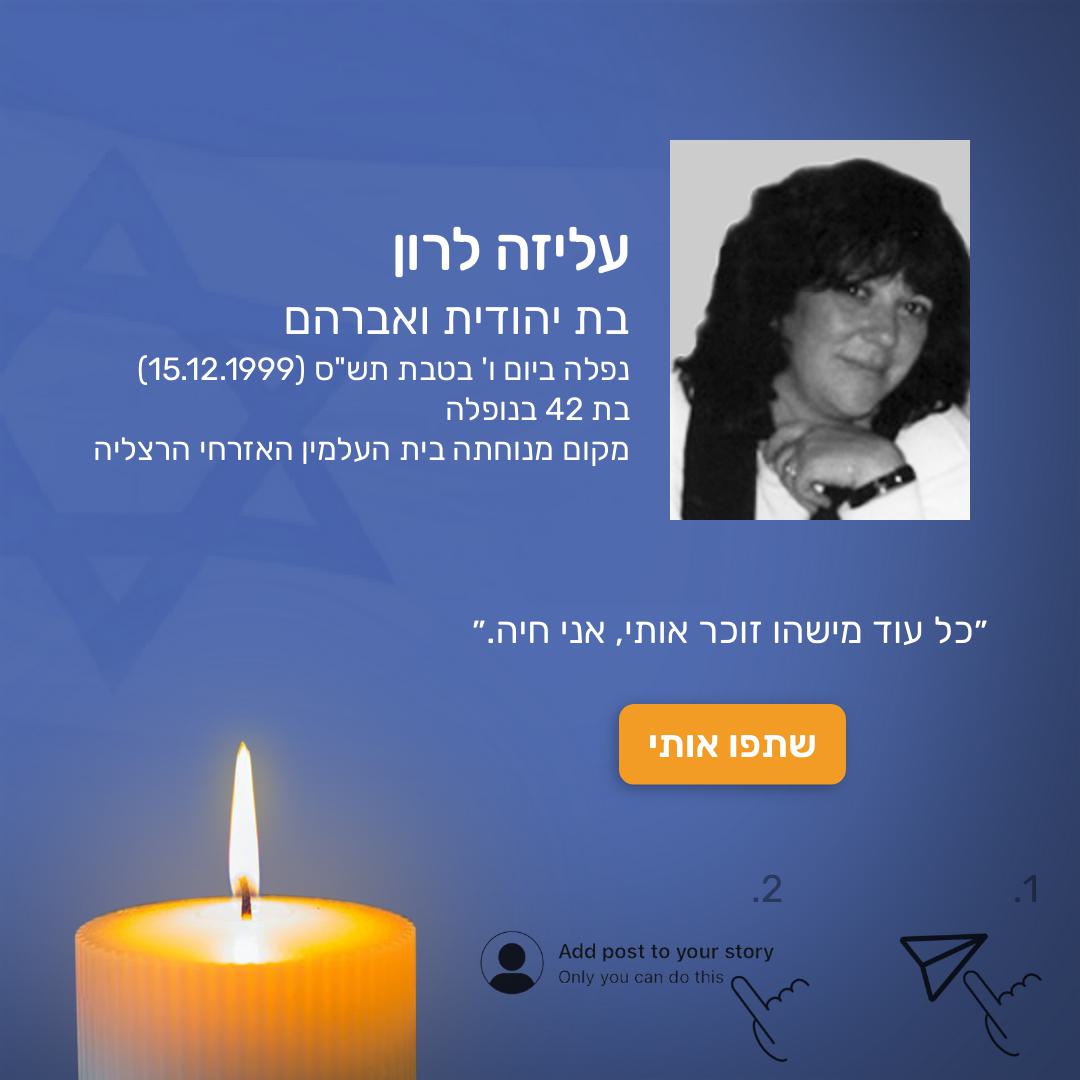 עליזה לרון
בת יהודית ואברהם
נפלה ביום ו' בטבת תש"ס (15.12.1999)
בת 42 בנופלה
מקום מנוחתה בית העלמין האזרחי הרצליה
״כל עוד מישהו זוכר אותי, אני חיה.״
שתפו אותי
1.
2.
Add post to your story
Only you can do this